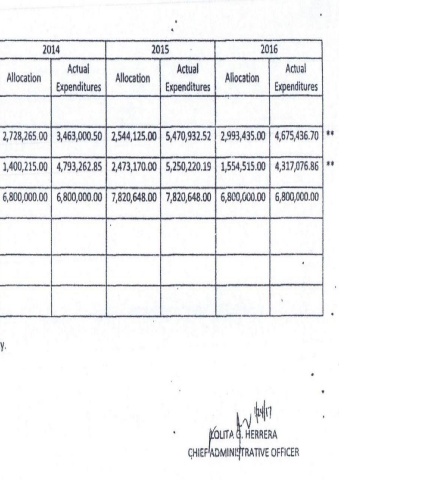 2014 2015 2016
Allocation Actual Expenditures Allocation Actual Expenditures Allocation Actual Expenditures
2,728,265.00 3,463,000.50 2,544,125.00 5,470,932.52 2,993,435.00 4,675,436.70 **
1,400,215.00 4,793,262.85 2,473,170.00 5,250,220.19 1,554,515.00 4,317,076.86 **
6,800,000.00 6,800,000.00 7,820,648.00 7,820,648.00 6,800,000.00 6,800,000.00
y.
LOLITA G. HERRERA
CHIEF ADMINISTRATIVE OFFICER